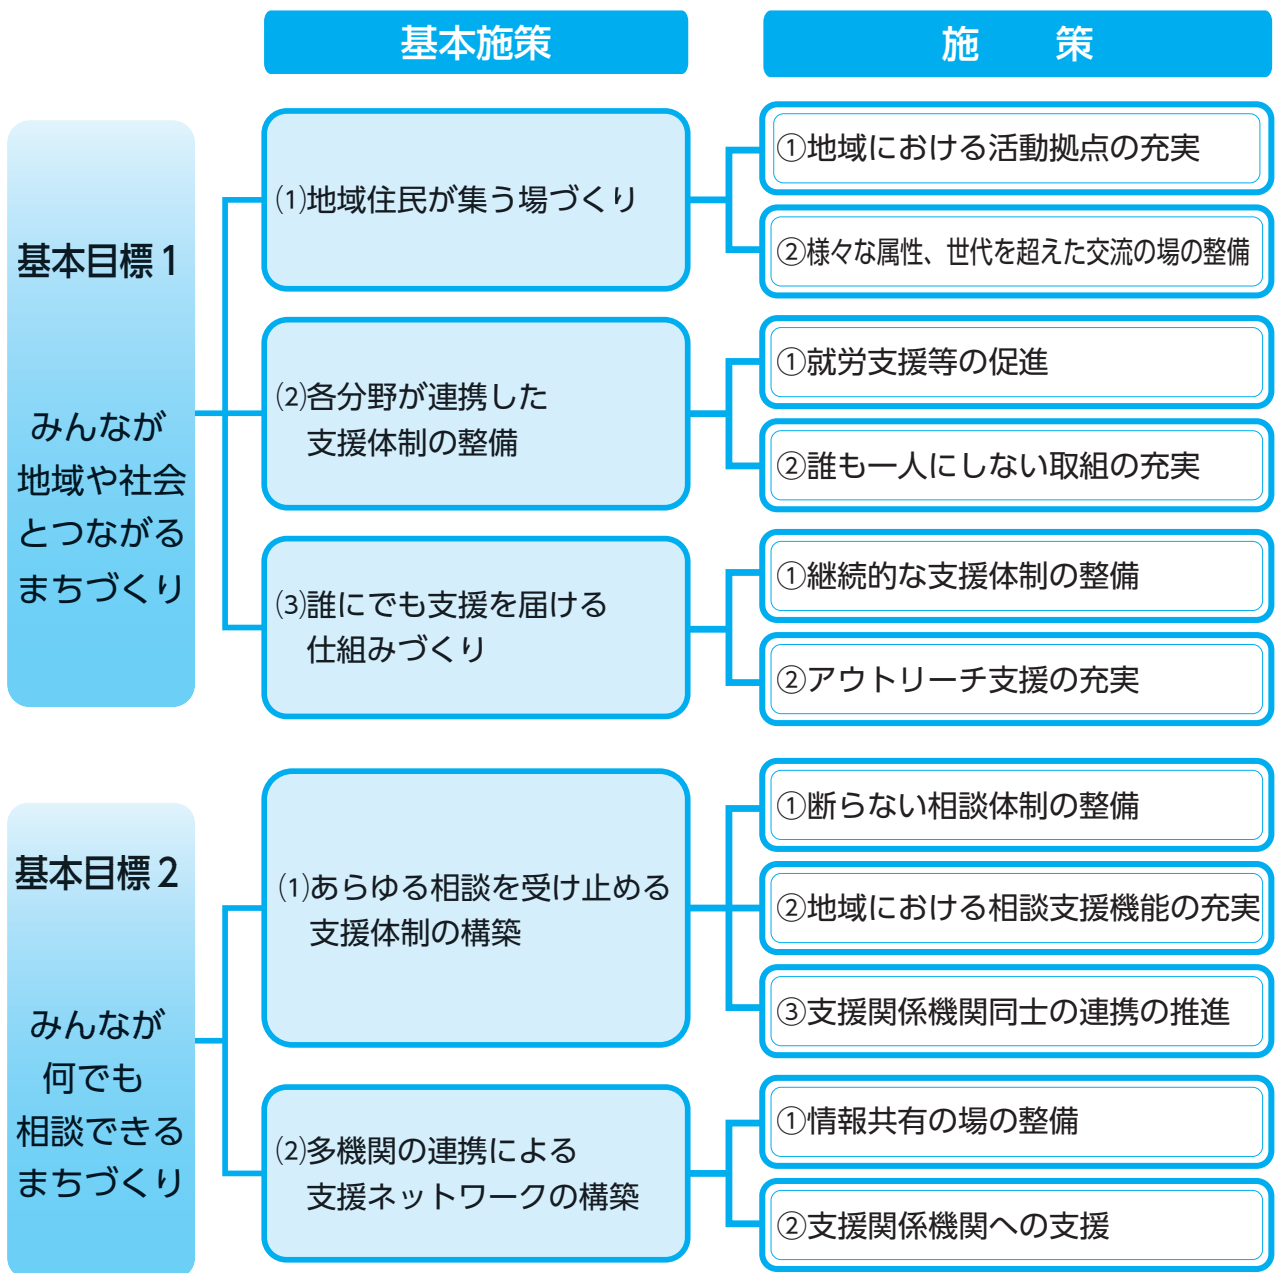 基本施策
施　策
基本目標1
みんなが
地域や社会
とつながる
まちづくり
⑴地域住民が集う場づくり
①地域における活動拠点の充実
②様々な属性、世代を超えた交流の場の整備
⑵各分野が連携した
支援体制の整備
①就労支援等の促進
②誰も一人にしない取組の充実
⑶誰にでも支援を届ける
仕組みづくり
①継続的な支援体制の整備
②アウトリーチ支援の充実
基本目標2
みんなが
何でも
相談できる
まちづくり
⑴あらゆる相談を受け止める
支援体制の構築
①断らない相談体制の整備
②地域における相談支援機能の充実
③支援関係機関同士の連携の推進
⑵多機関の連携による
支援ネットワークの構築
①情報共有の場の整備
②支援関係機関への支援